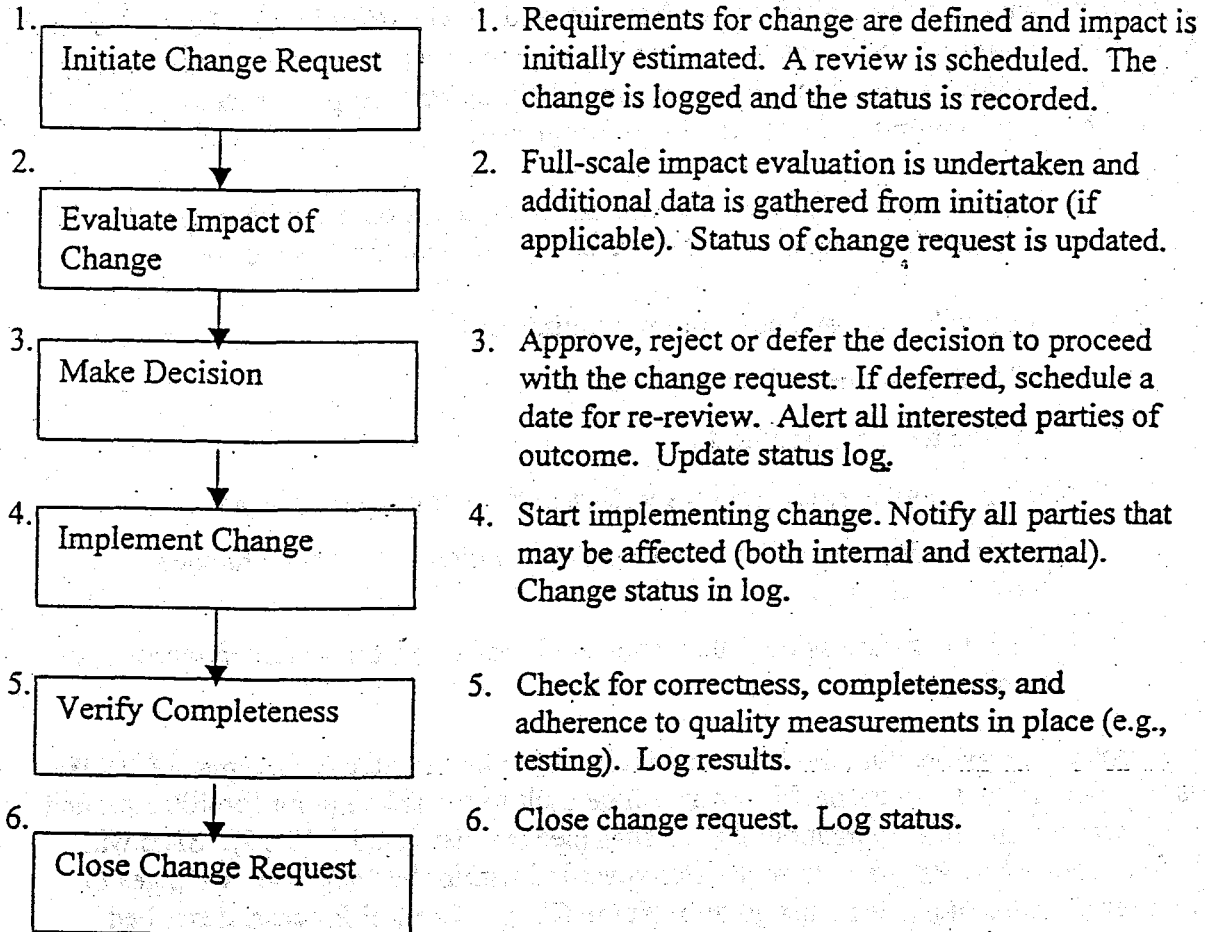 1.
Initiate Change Request
1. Requirements for change are defined and impact is
initially estimated. A review is scheduled. The
change is logged and the status is recorded.
2.
Evaluate Impact of
Change
2. Full-scale impact evaluation is undertaken and
additional data is gathered from initiator (if
applicable). Status of change request is updated.
3.
Make Decision
3. Approve, reject or defer the decision to proceed
with the change request. If deferred, schedule a
date for re-review. Alert all interested parties of
outcome. Update status log.
4.
Implement Change
4. Start implementing change. Notify all parties that
may be affected (both internal and external).
Change status in log.
5.
Verify Completeness
5. Check for correctness, completeness, and
adherence to quality measurements in place (e.g.,
testing). Log results.
6.
Close Change Request
6. Close change request. Log status.